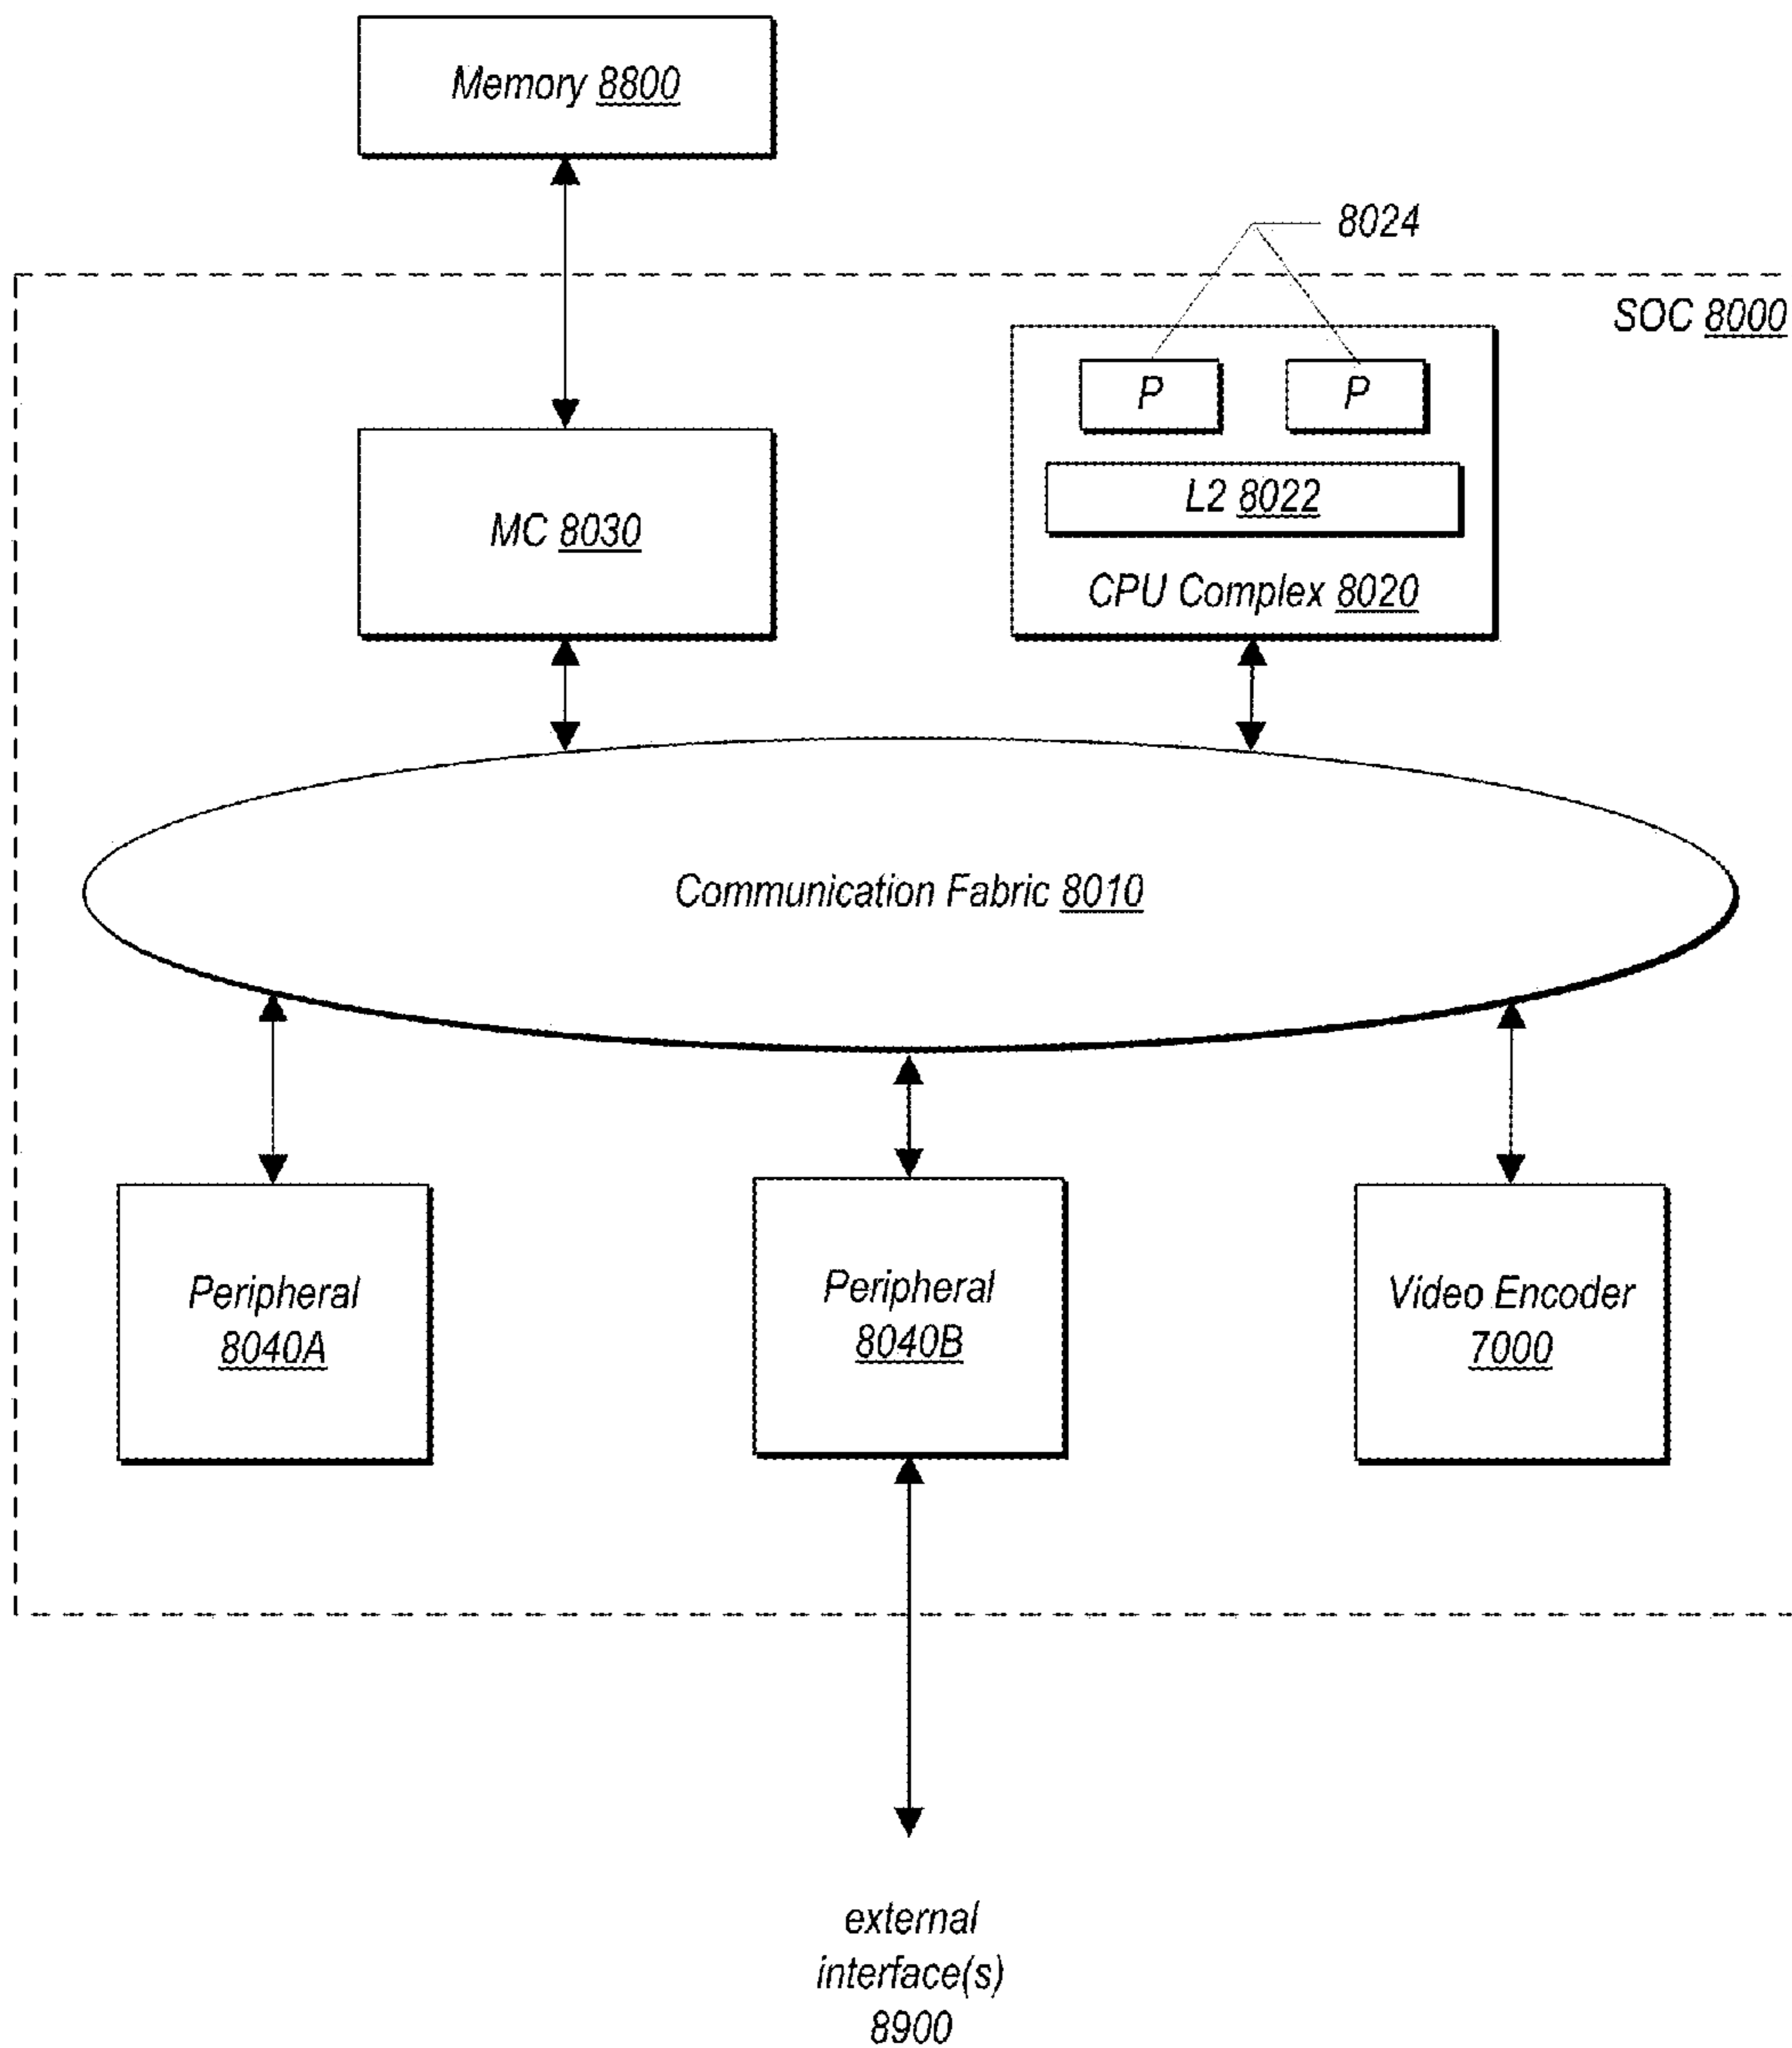 Memory 8800
8024
SOC 8000
P
P
L2 8022
MC 8030
CPU Complex 8020
Communication Fabric 8010
Peripheral
8040A
Peripheral
8040B
Video Encoder
7000
external
interface(s)
8900